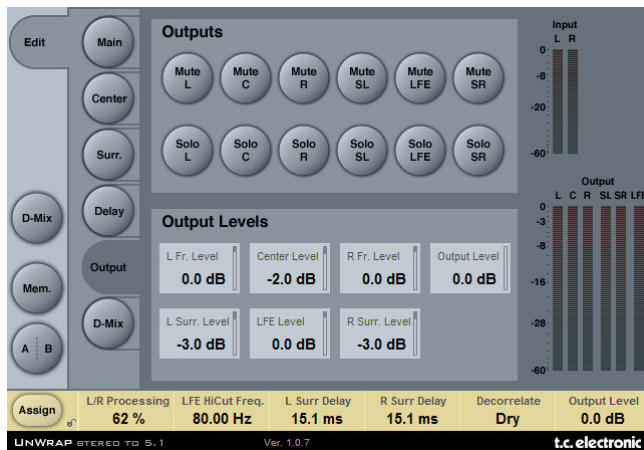 Edit
Main
Center
Surr.
Delay
Output
D-Mix
D-Mix
Mem.
A B
Outputs
Mute L
Mute C
Mute R
Mute SL
Mute LFE
Mute SR
Solo L
Solo C
Solo R
Solo SL
Solo LFE
Solo SR
Output Levels
L Fr. Level
0.0 dB
Center Level
-2.0 dB
R Fr. Level
0.0 dB
Output Level
0.0 dB
L Surr. Level
-3.0 dB
LFE Level
0.0 dB
R Surr. Level
-3.0 dB
Input
L R
0
-8
-20
-60
Output
L C R SL SR LFE
0
-3
-8
-16
-28
-60
Assign
L/R Processing
62 %
LFE HiCut Freq.
80.00 Hz
L Surr Delay
15.1 ms
R Surr Delay
15.1 ms
Decorrelate
Dry
Output Level
0.0 dB
UNWRAP STEREO TO 5.1
Ver. 1.0.7
t.c. electronic